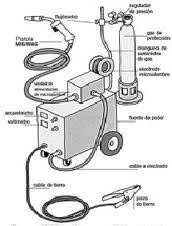 flujómetro
Pistola
MIG/MAG
regulador
de presión
gas de
protección
manguera de
suministro
de gas
electrodo
microalambre
unidad de
alimentación
de microalambre
amperímetro
voltímetro
fuente de poder
cable a electrodo
cable de tierra
pinza
de tierra